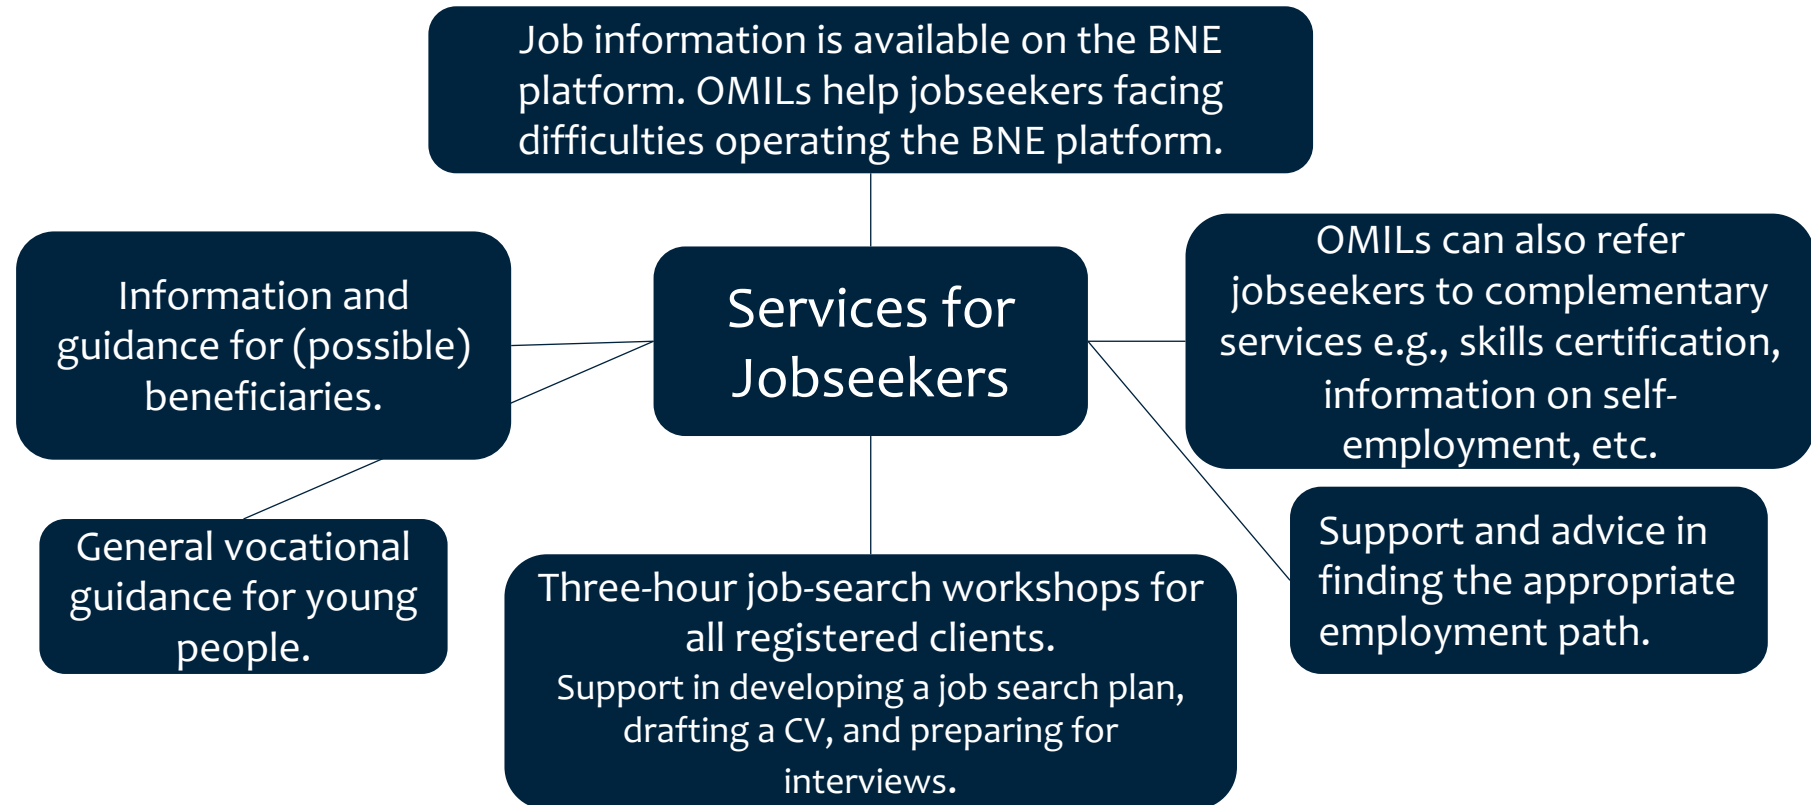 Job information is available on the BNE
platform. OMILs help jobseekers facing
difficulties operating the BNE platform.
Information and
guidance for (possible)
beneficiaries.
Services for
Jobseekers
OMILs can also refer
jobseekers to complementary
services e.g., skills certification,
information on self-
employment, etc.
General vocational
guidance for young
people.
Three-hour job-search workshops for
all registered clients.
Support in developing a job search plan,
drafting a CV, and preparing for
interviews.
Support and advice in
finding the appropriate
employment path.